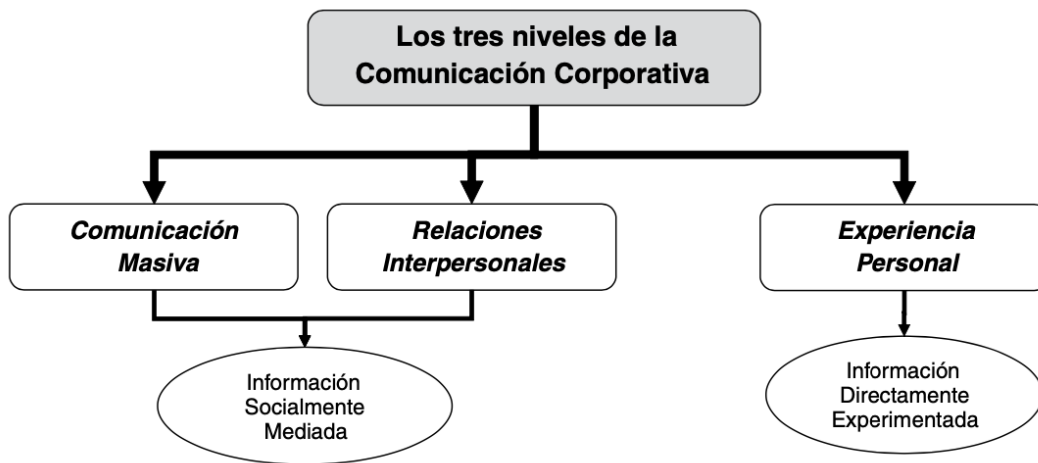 Los tres niveles de la
Comunicación Corporativa
Comunicación
Masiva
Relaciones
Interpersonales
Experiencia
Personal
Información
Socialmente
Mediada
Información
Directamente
Experimentada